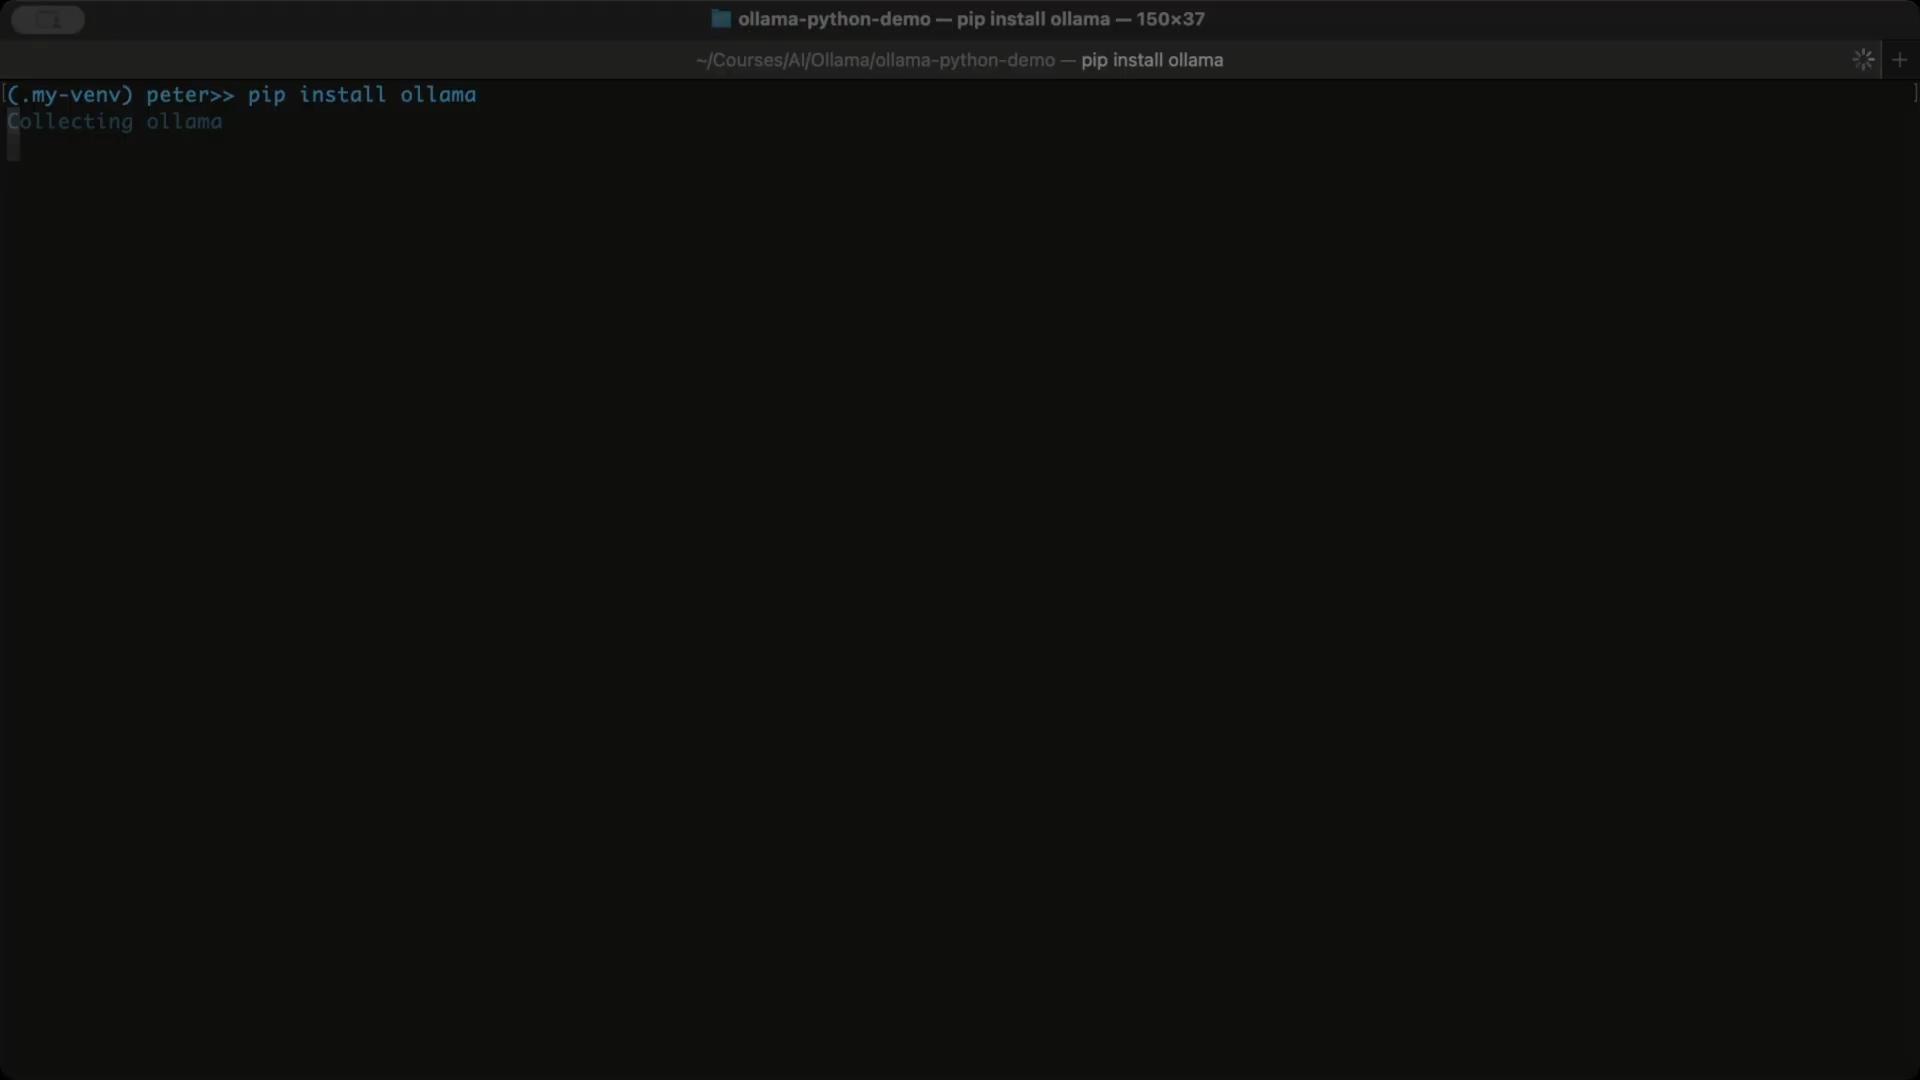 ollama-python-demo — pip install ollama — 150×37
~/Courses/AI/Ollama/ollama-python-demo — pip install ollama
(.my-venv) peter>> pip install ollama
Collecting ollama